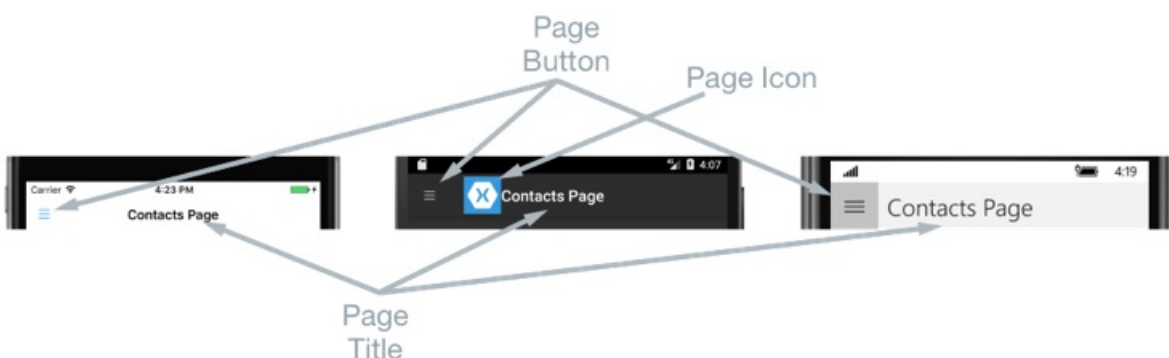 Page
Button
Page Icon
Carrier 4:23 PM
Contacts Page
4:07
Contacts Page
4:19
Contacts Page
Page
Title